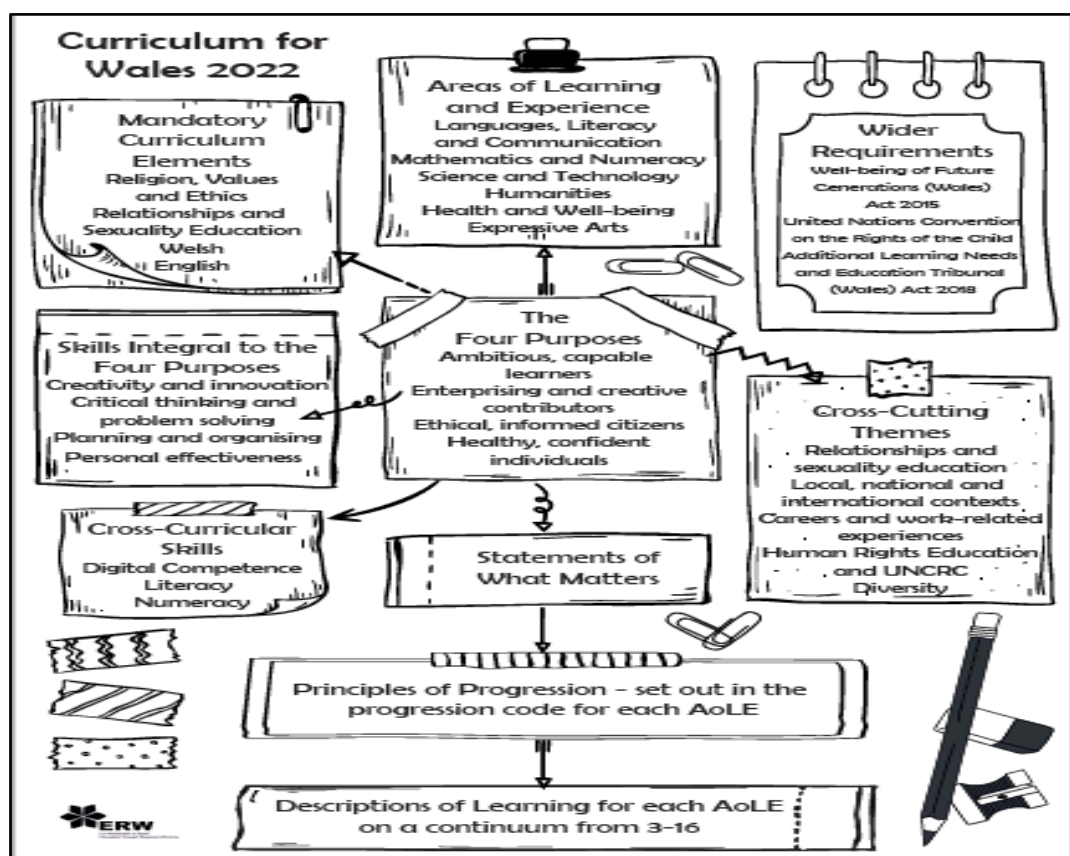 Curriculum for
Wales 2022
Mandatory
Curriculum
Elements
Religion, Values
and Ethics
Relationships and
Sexuality Education
Welsh
English
Areas of Learning
and Experience
Languages, Literacy
and Communication
Mathematics and Numeracy
Science and Technology
Humanities
Health and Well-being
Expressive Arts
Wider
Requirements
Well-being of Future
Generations (Wales)
Act 2015
United Nations Convention
on the Rights of the Child
Additional Learning Needs
and Education Tribunal
(Wales) Act 2018
Skills Integral to the
Four Purposes
Creativity and innovation
Critical thinking and
problem solving
Planning and organising
Personal effectiveness
The
Four Purposes
Ambitious, capable
learners
Enterprising and creative
contributors
Ethical, informed citizens
Healthy, confident
individuals
Cross-Cutting
Themes
Relationships and
sexuality education
Local, national and
international contexts
Careers and work-related
experiences
Human Rights Education
and UNCRC
Diversity
Cross-Curricular
Skills
Digital Competence
Literacy
Numeracy
Statements of
What Matters
Principles of Progression - set out in the
progression code for each AoLE
Descriptions of Learning for each AoLE
on a continuum from 3-16
ERW